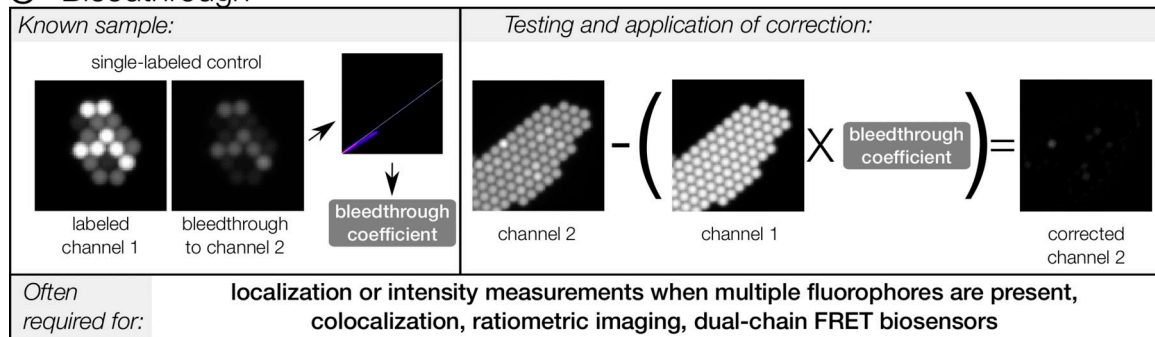 Bleedthrough
Known sample:
single-labeled control
labeled
channel 1
bleedthrough
to channel 2
bleedthrough
coefficient
Testing and application of correction:
channel 2
-
(
channel 1
X
bleedthrough
coefficient
)
=
corrected
channel 2
Often
required for:
localization or intensity measurements when multiple fluorophores are present,
colocalization, ratiometric imaging, dual-chain FRET biosensors